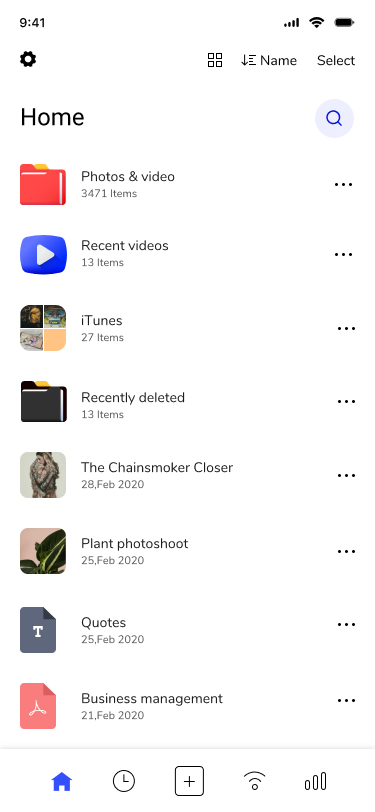 9:41
Name
Select
Home
Photos & video
3471 Items
Recent videos
13 Items
iTunes
27 Items
Recently deleted
13 Items
The Chainsmoker Closer
28,Feb 2020
Plant photoshoot
25,Feb 2020
T
Quotes
25,Feb 2020
Business management
21,Feb 2020